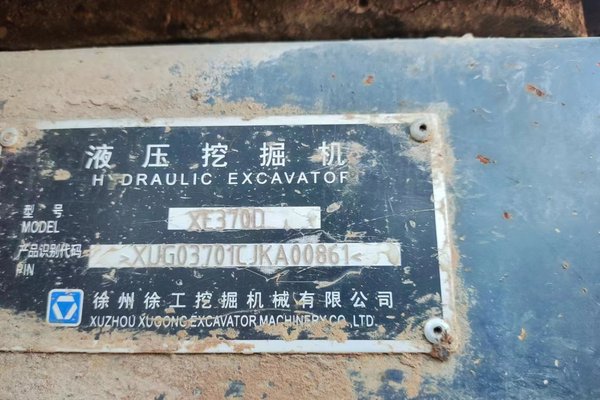 液压挖掘机
HYDRAULIC EXCAVATOR
型号 XE370D
MODEL
产品识别代码 >XUG03701CJKA00861<
PIN
徐州徐工挖掘机械有限公司
XUZHOU XUGONG EXCAVATOR MACHINERY CO.,LTD.